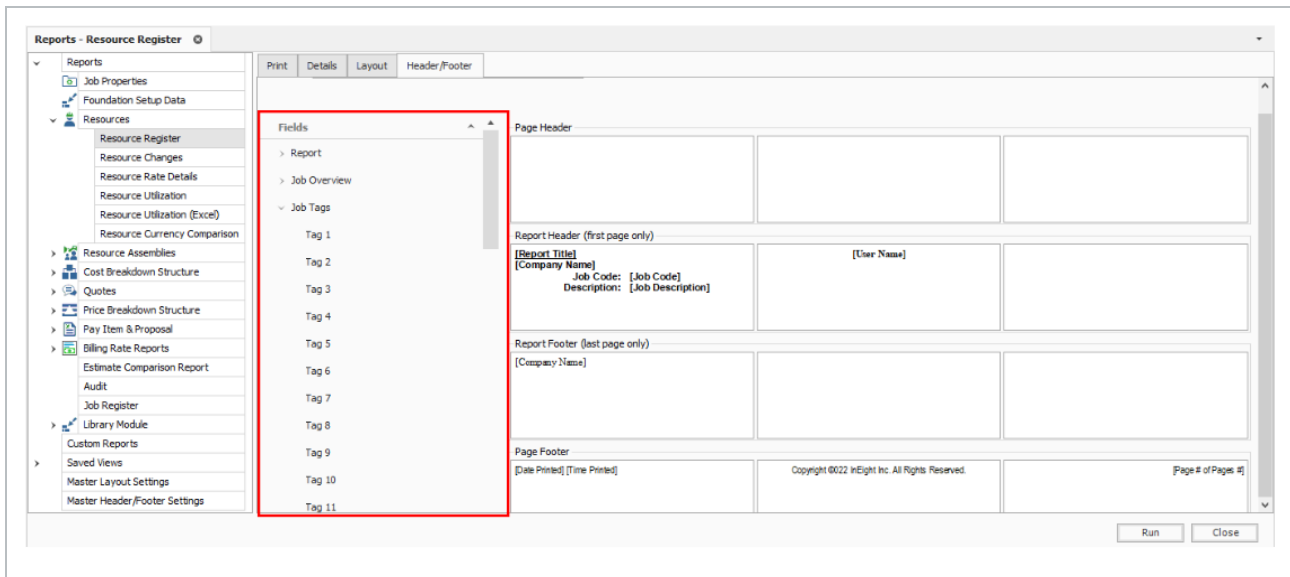 Reports - Resource Register
Reports
Job Properties
Foundation Setup Data
Resources
Resource Register
Resource Changes
Resource Rate Details
Resource Utilization
Resource Utilization (Excel)
Resource Currency Comparison
Resource Assemblies
Cost Breakdown Structure
Quotes
Price Breakdown Structure
Pay Item & Proposal
Billing Rate Reports
Estimate Comparison Report
Audit
Job Register
Library Module
Custom Reports
Saved Views
Master Layout Settings
Master Header/Footer Settings
Print Details Layout Header/Footer
Fields
Report
Job Overview
Job Tags
Tag 1
Tag 2
Tag 3
Tag 4
Tag 5
Tag 6
Tag 7
Tag 8
Tag 9
Tag 10
Tag 11
Page Header
Report Header (first page only)
[Report Title]
[Company Name]
Job Code: [Job Code]
Description: [Job Description]
[User Name]
Report Footer (last page only)
[Company Name]
Page Footer
[Date Printed] [Time Printed]
Copyright ©2022 InEight Inc. All Rights Reserved.
[Page # of Pages #]
Run Close